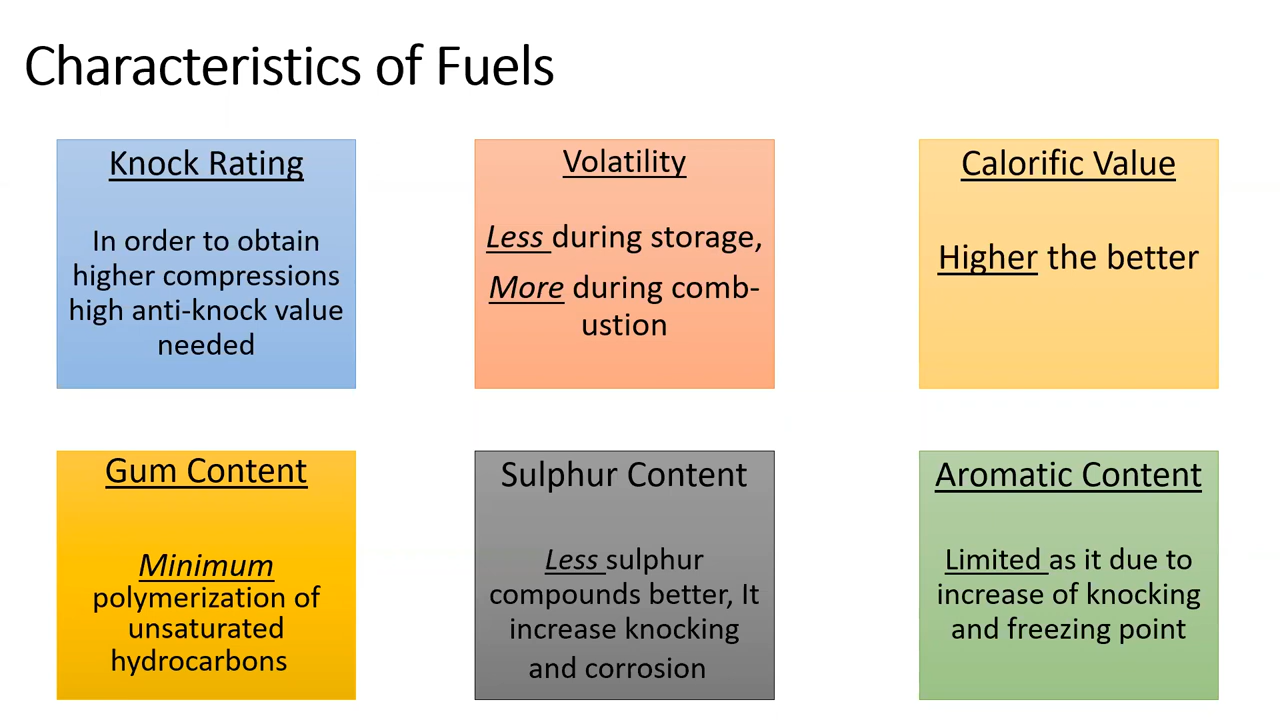 Characteristics of Fuels
Knock Rating
In order to obtain
higher compressions
high anti-knock value
needed
Volatility
Less during storage,
More during comb-
ustion
Calorific Value
Higher the better
Gum Content
Minimum
polymerization of
unsaturated
hydrocarbons
Sulphur Content
Less sulphur
compounds better, It
increase knocking
and corrosion
Aromatic Content
Limited as it due to
increase of knocking
and freezing point